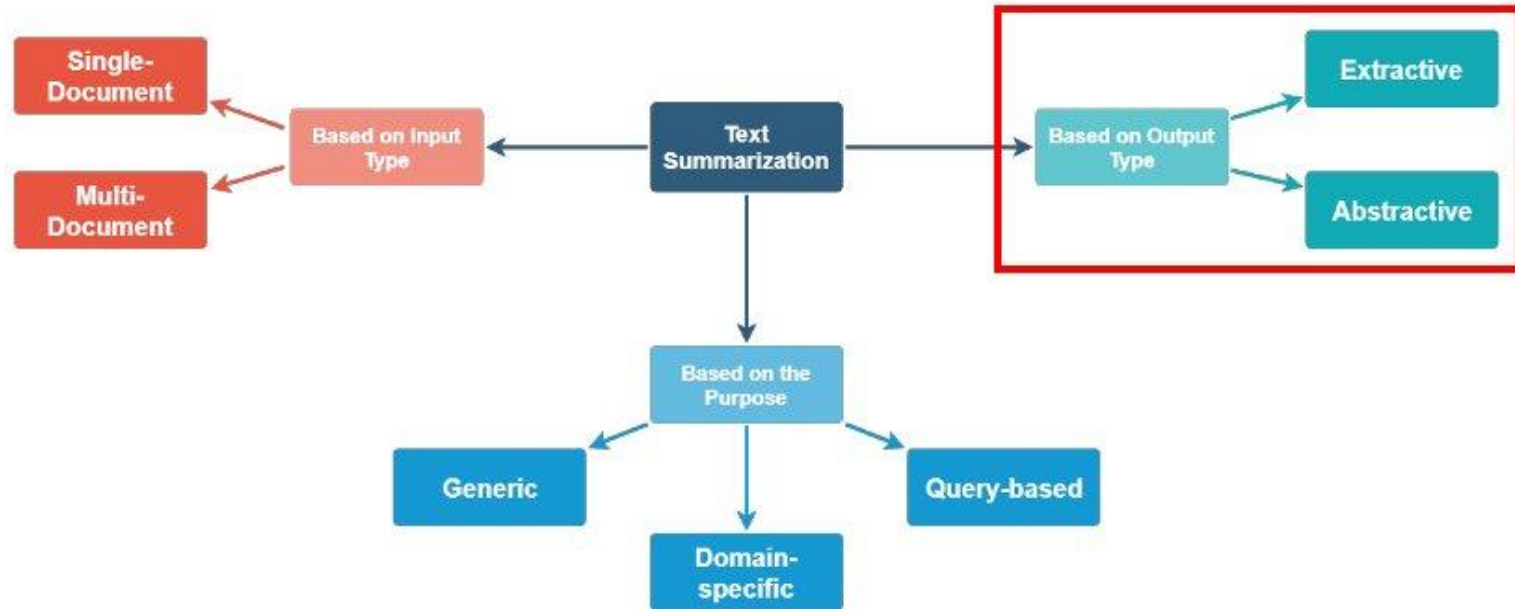 Single-
Document
Based on Input
Type
Multi-
Document
Text
Summarization
Based on Output
Type
Extractive
Abstractive
Based on the
Purpose
Generic
Domain-
specific
Query-based